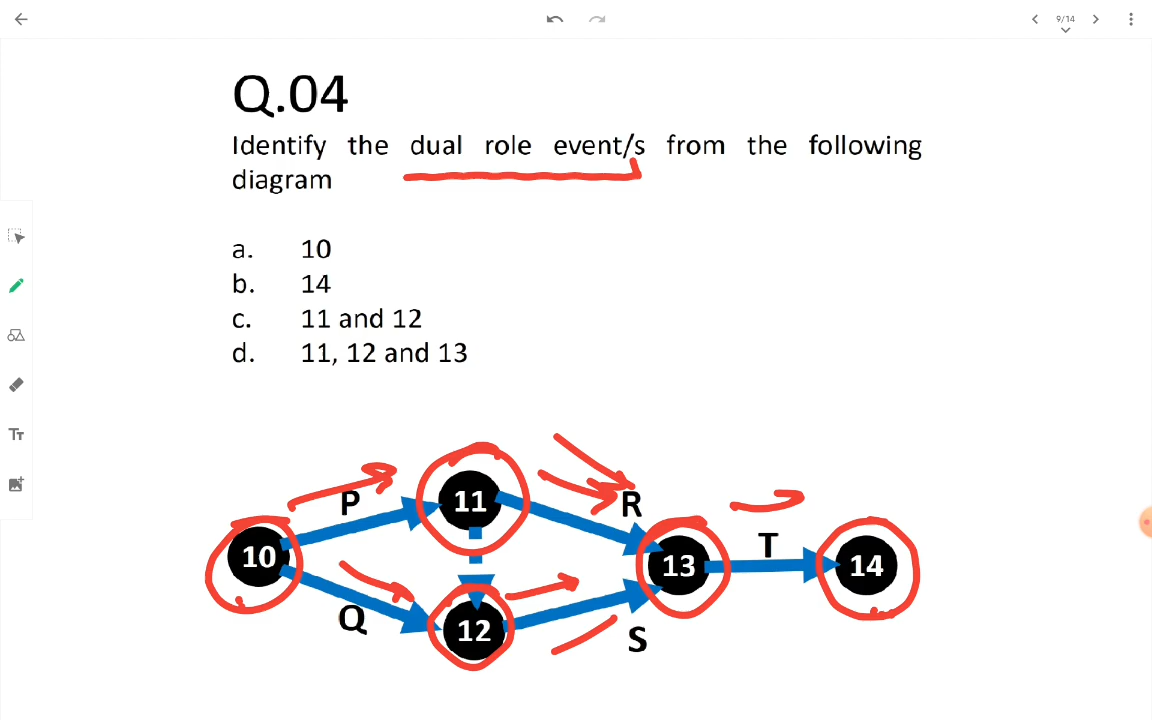 9/14
Q.04
Identify the dual role event/s from the following
diagram
a. 10
b. 14
c. 11 and 12
d. 11, 12 and 13
P
11
R
10
13
T
14
Q
12
S
Tт